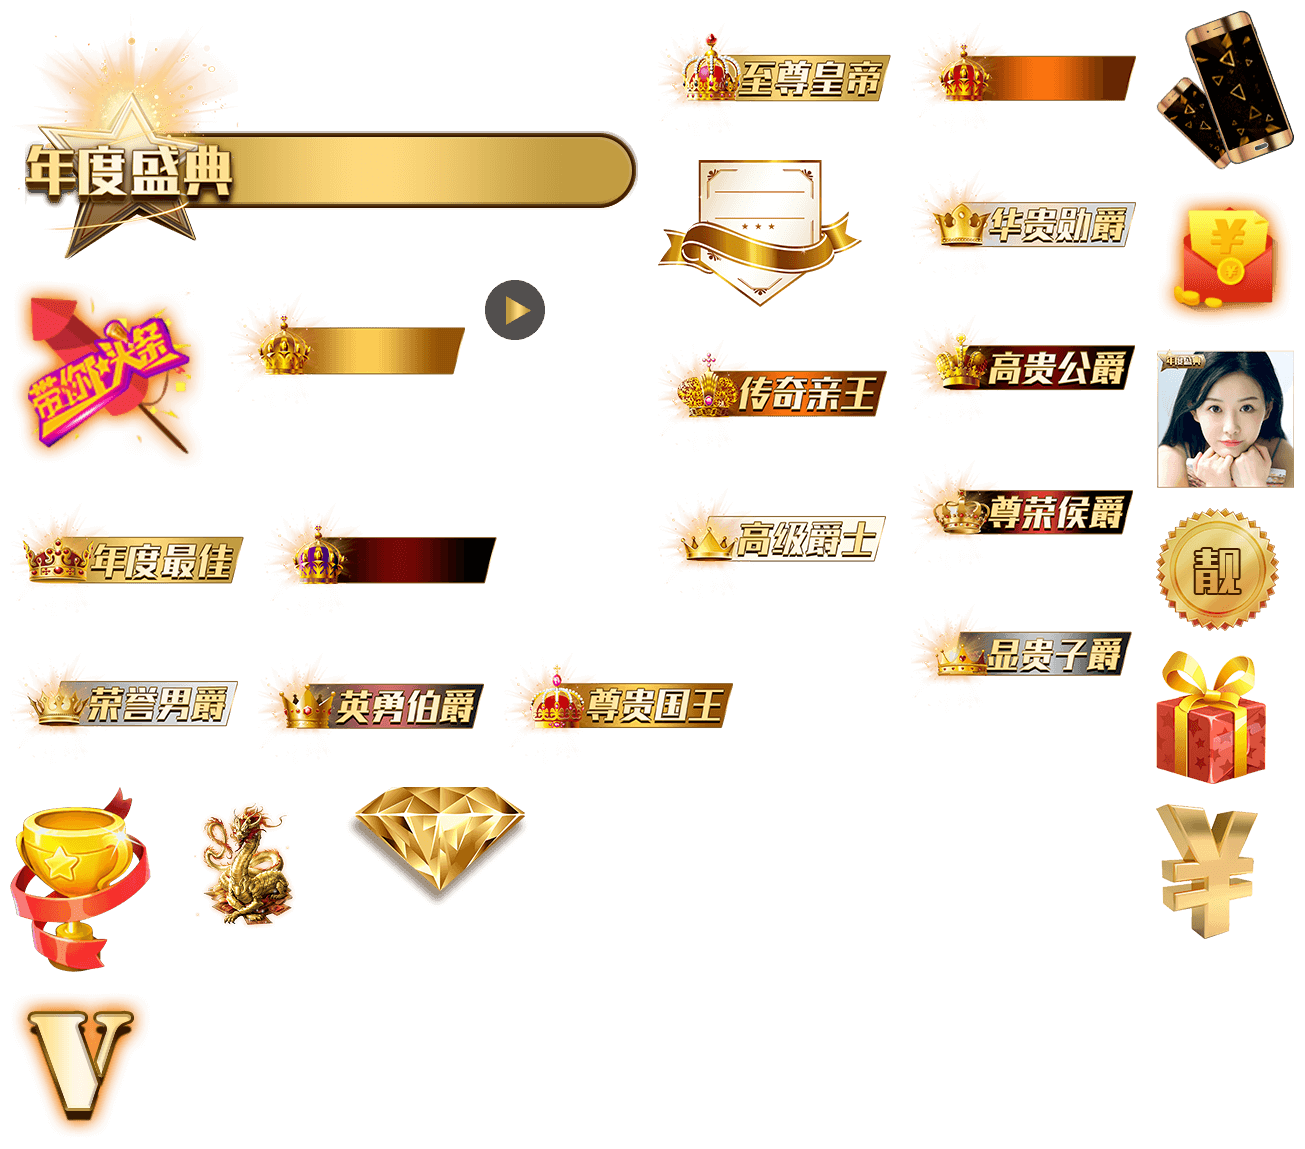 至尊皇帝
年度盛典
华贵勋爵
¥
¥
带你头条
高贵公爵
年度盛典
传奇亲王
尊荣侯爵
高级爵士
年度最佳
靓
显贵子爵
荣誉男爵
英勇伯爵
尊贵国王
¥
V